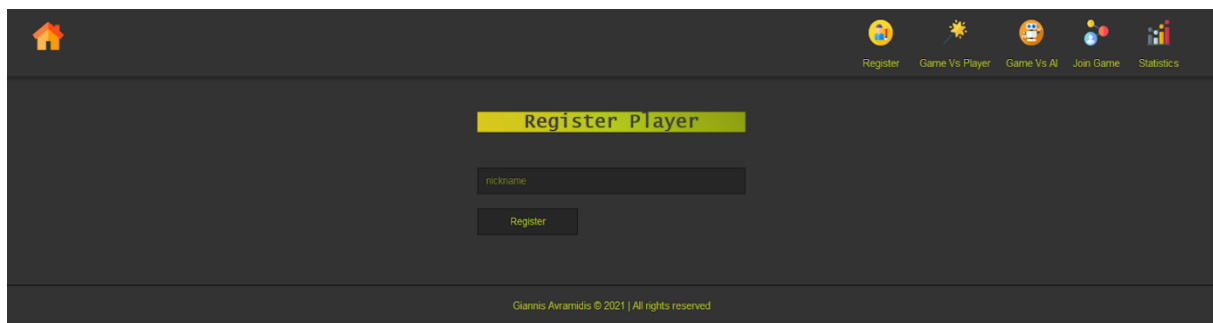 Register Game Vs Player Game Vs AI Join Game Statistics
Register Player
nickname
Register
Giannis Avramidis © 2021 | All rights reserved